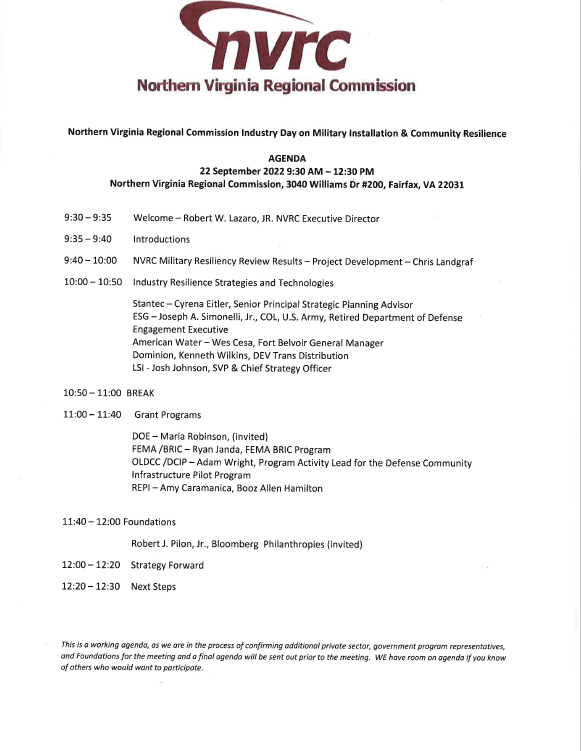 nvrc
Northern Virginia Regional Commission
Northern Virginia Regional Commission Industry Day on Military Installation & Community Resilience
AGENDA
22 September 2022 9:30 AM – 12:30 PM
Northern Virginia Regional Commission, 3040 Williams Dr #200, Fairfax, VA 22031
9:30 – 9:35 Welcome – Robert W. Lazaro, JR. NVRC Executive Director
9:35 – 9:40 Introductions
9:40 – 10:00 NVRC Military Resiliency Review Results – Project Development – Chris Landgraf
10:00 – 10:50 Industry Resilience Strategies and Technologies
Stantec – Cyrena Eitler, Senior Principal Strategic Planning Advisor
ESG – Joseph A. Simonelli, Jr., COL, U.S. Army, Retired Department of Defense
Engagement Executive
American Water – Wes Cesa, Fort Belvoir General Manager
Dominion, Kenneth Wilkins, DEV Trans Distribution
LSI - Josh Johnson, SVP & Chief Strategy Officer
10:50 – 11:00 BREAK
11:00 – 11:40 Grant Programs
DOE – Maria Robinson, (invited)
FEMA /BRIC – Ryan Janda, FEMA BRIC Program
OLDCC /DCIP – Adam Wright, Program Activity Lead for the Defense Community
Infrastructure Pilot Program
REPI – Amy Caramanica, Booz Allen Hamilton
11:40 – 12:00 Foundations
Robert J. Pilon, Jr., Bloomberg Philanthropies (invited)
12:00 – 12:20 Strategy Forward
12:20 – 12:30 Next Steps
This is a working agenda, as we are in the process of confirming additional private sector, government program representatives,
and Foundations for the meeting and a final agenda will be sent out prior to the meeting. WE have room on agenda if you know
of others who would want to participate.